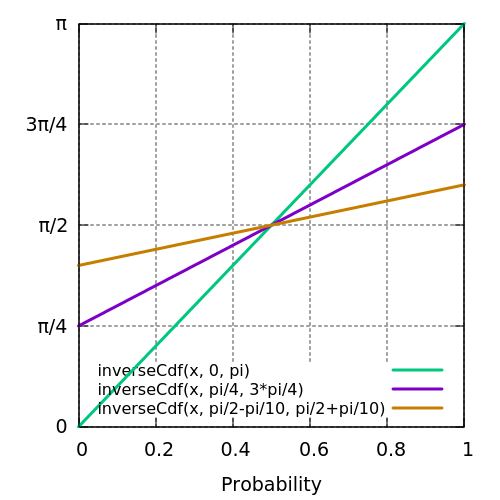 π
3π/4
π/2
π/4
0
inverseCdf(x, 0, pi)
inverseCdf(x, pi/4, 3*pi/4)
inverseCdf(x, pi/2-pi/10, pi/2+pi/10)
0 0.2 0.4 0.6 0.8 1
Probability